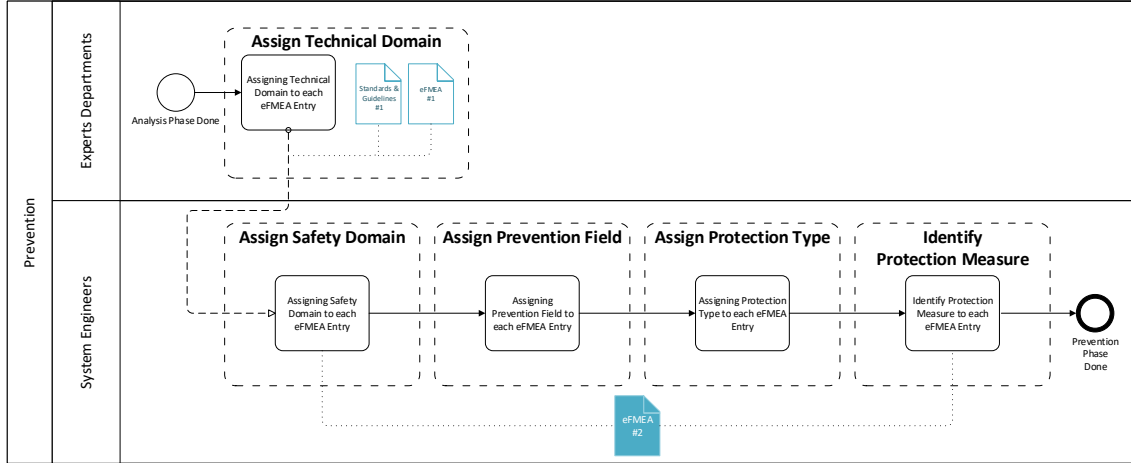 Prevention
Experts Departments
Assign Technical Domain
Assigning Technical
Domain to each
eFMEA Entry
Standards &
Guidelines
#1
eFMEA
#1
Analysis Phase Done
System Engineers
Assign Safety Domain
Assigning Safety
Domain to each
eFMEA Entry
Assign Prevention Field
Assigning
Prevention Field to
each eFMEA Entry
Assign Protection Type
Assigning Protection
Type to each eFMEA
Entry
Identify
Protection Measure
Identify Protection
Measure to each
eFMEA Entry
Prevention
Phase
Done
eFMEA
#2